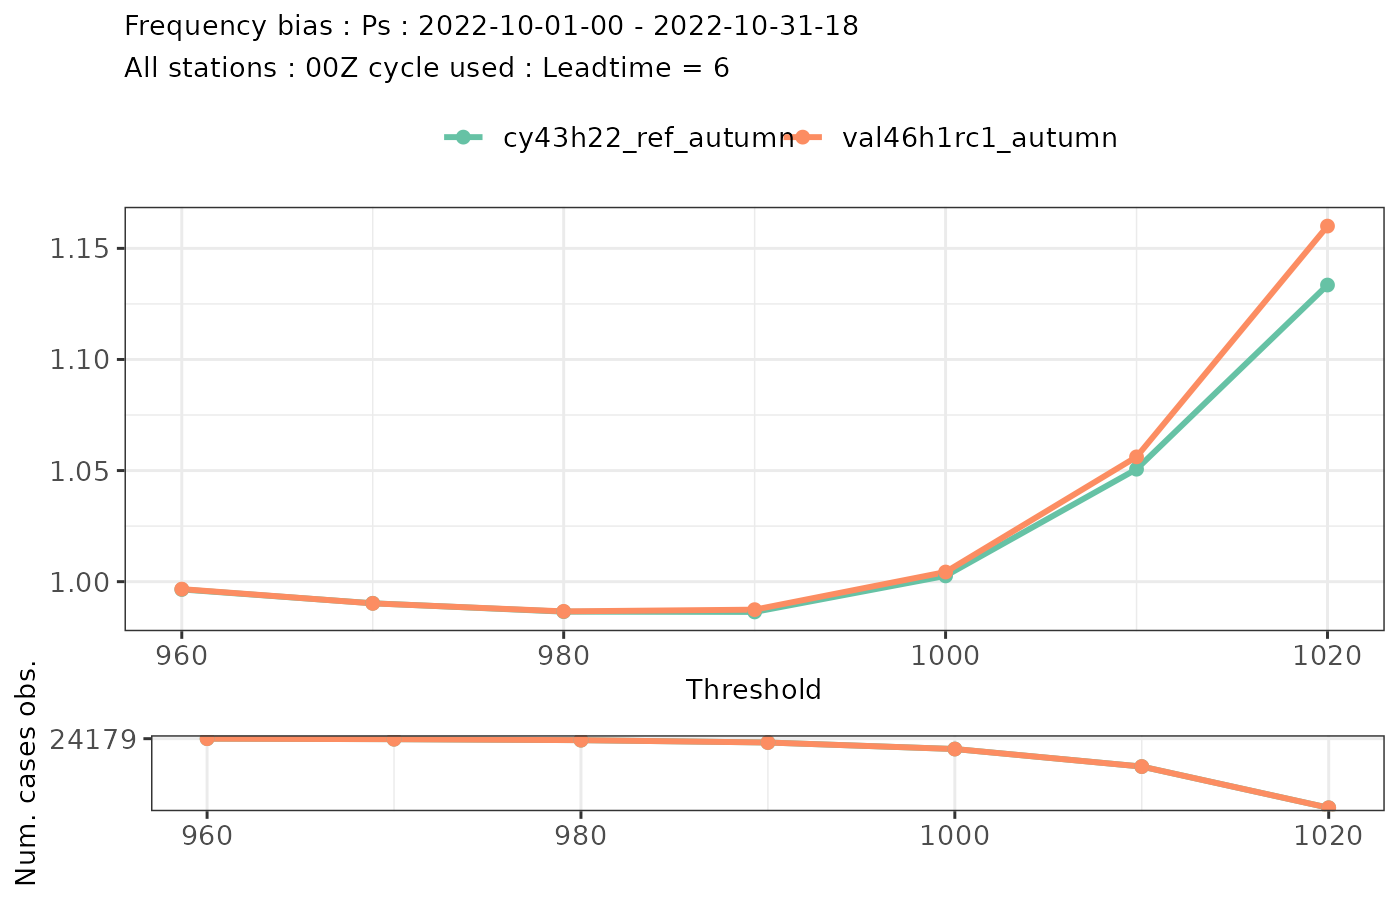 Frequency bias : Ps : 2022-10-01-00 - 2022-10-31-18
All stations : 00Z cycle used : Leadtime = 6
cy43h22_ref_autumn val46h1rc1_autumn
1.15
1.10
1.05
1.00
960 980 1000 1020
Threshold
Num. cases obs.
24179
960 980 1000 1020